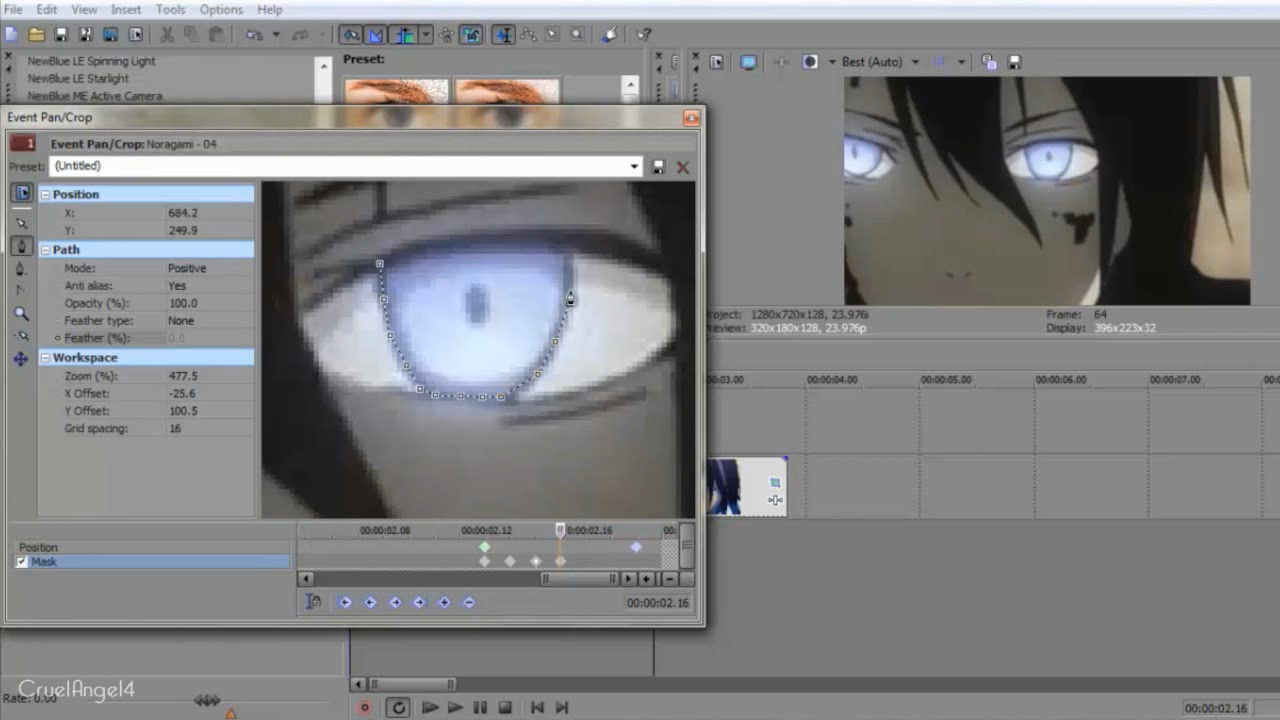 File Edit View Insert Tools Options Help
NewBlue LE Spinning Light
NewBlue LE Starlight
NewBlue ME Active Camera
Preset:
Best (Auto)
Event Pan/Crop
Event Pan/Crop: Noragami - 04
Preset: (Untitled)
Position
X: 684.2
Y: 249.9
Path
Mode: Positive
Anti alias: Yes
Opacity (%): 100.0
Feather type: None
Feather (%): 0.0
Workspace
Zoom (%): 477.5
X Offset: -25.6
Y Offset: 100.5
Grid spacing: 16
Project: 1280x720x128, 23.976i
Preview: 320x180x128, 23.976p
Frame: 64
Display: 396x223x32
00:00:04.00 00:00:05.00 00:00:06.00 00:00:07.00
00:00:02.08 00:00:02.12 00:00:02.16
Position
Mask
00:00:02.16
CruelAngel4
Rate: 0.00
00:00:02.16